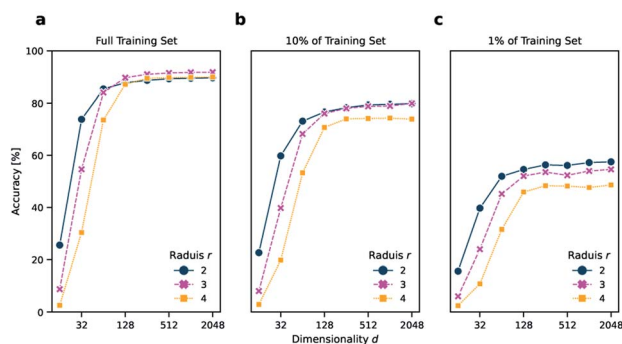 a b c
Full Training Set 10% of Training Set 1% of Training Set
100
80
60
40
20
0
Accuracy [%]
Raduis r Raduis r Raduis r
2 2 2
3 3 3
4 4 4
32 128 512 2048 32 128 512 2048 32 128 512 2048
Dimensionality d